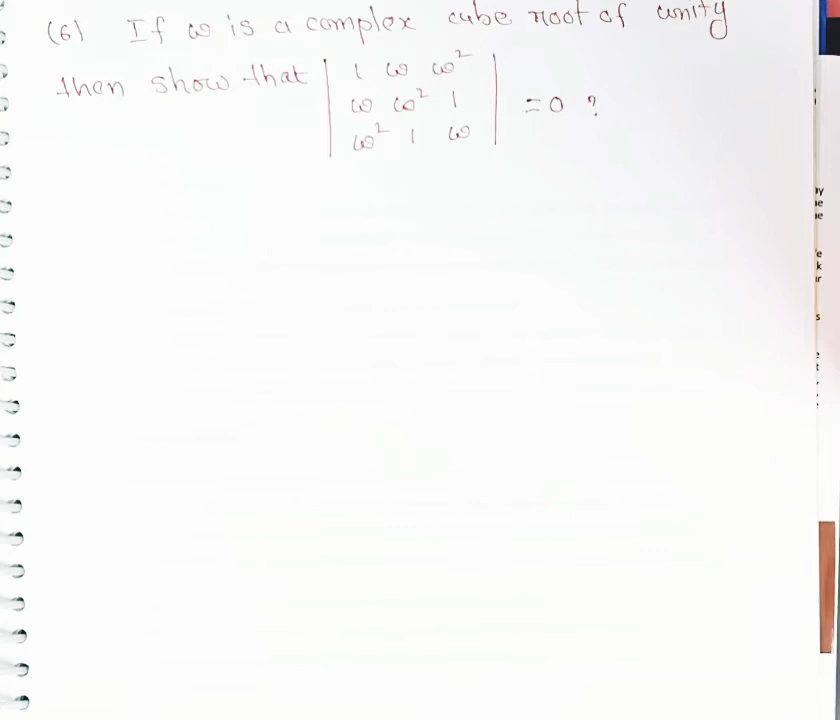 (6) If ω is a complex cube root of unity
then show that | 1 ω ω² |
| ω ω² 1 | = 0 ?
| ω² 1 ω |